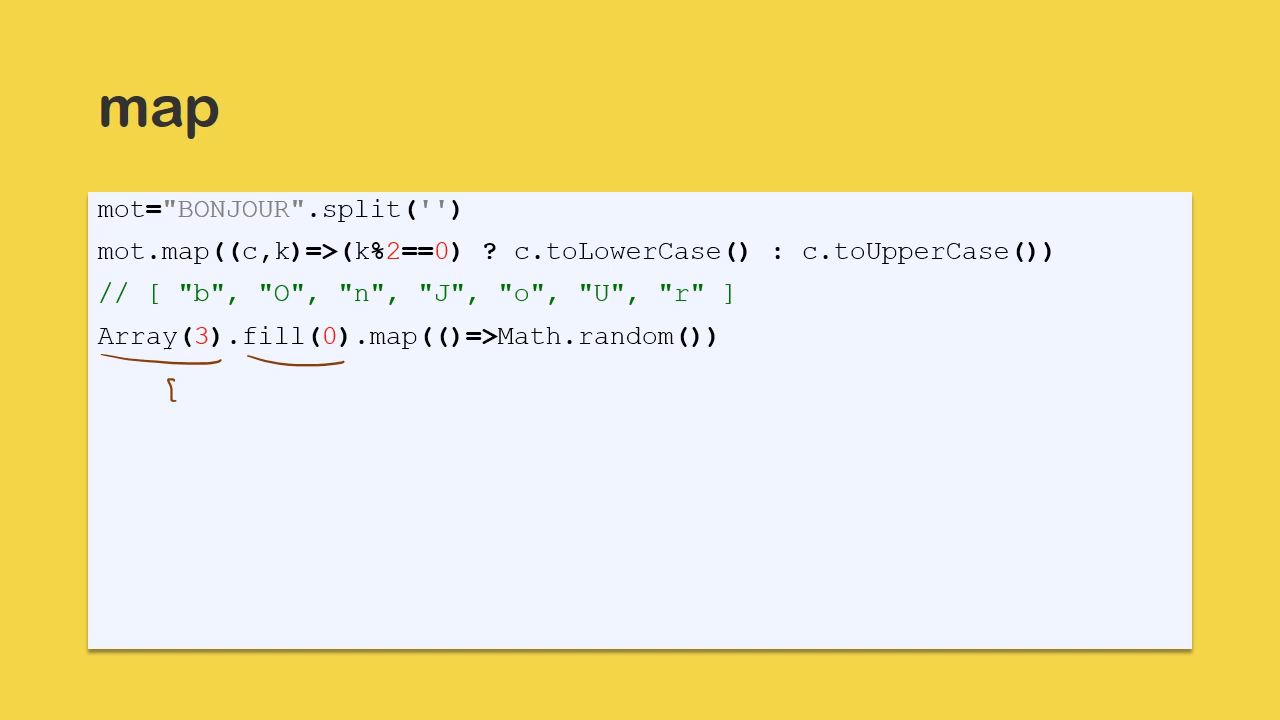 map
mot="BONJOUR".split('')
mot.map((c,k)=>(k%2==0) ? c.toLowerCase() : c.toUpperCase())
// [ "b", "O", "n", "J", "o", "U", "r" ]
Array(3).fill(0).map(()=>Math.random())
[